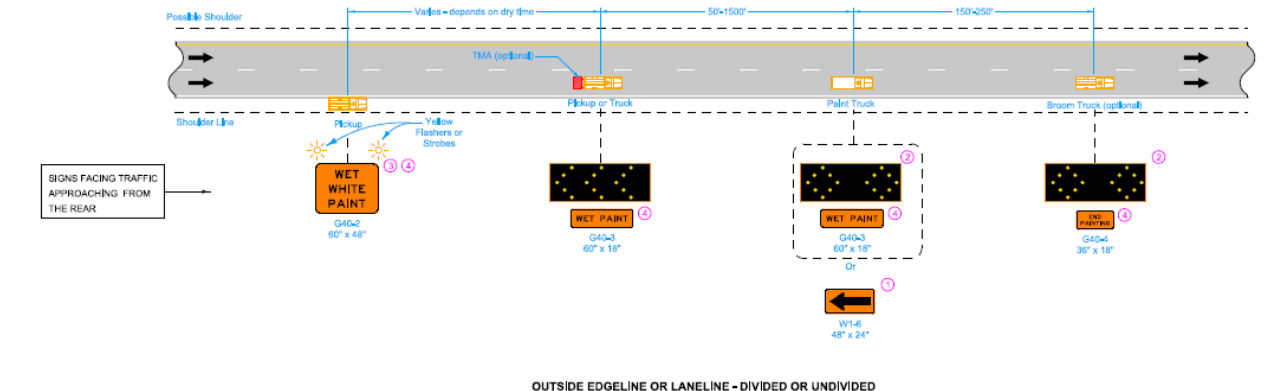 Possible Shoulder
Varies - depends on dry time
50'-1500'
150'-250'
TMA (optional)
Pickup or Truck
Paint Truck
Broom Truck (optional)
Shoulder Line
Pickup
Yellow
Flashers or
Strobes
SIGNS FACING TRAFFIC
APPROACHING FROM
THE REAR
WET
WHITE
PAINT
3 4
G40-2
60" x 48"
WET PAINT
4
G40-3
60" x 18"
2
WET PAINT
4
G40-3
60" x 18"
Or
1
W1-6
48" x 24"
2
END
PAINTING
4
G40-4
36" x 18"
OUTSIDE EDGELINE OR LANELINE - DIVIDED OR UNDIVIDED